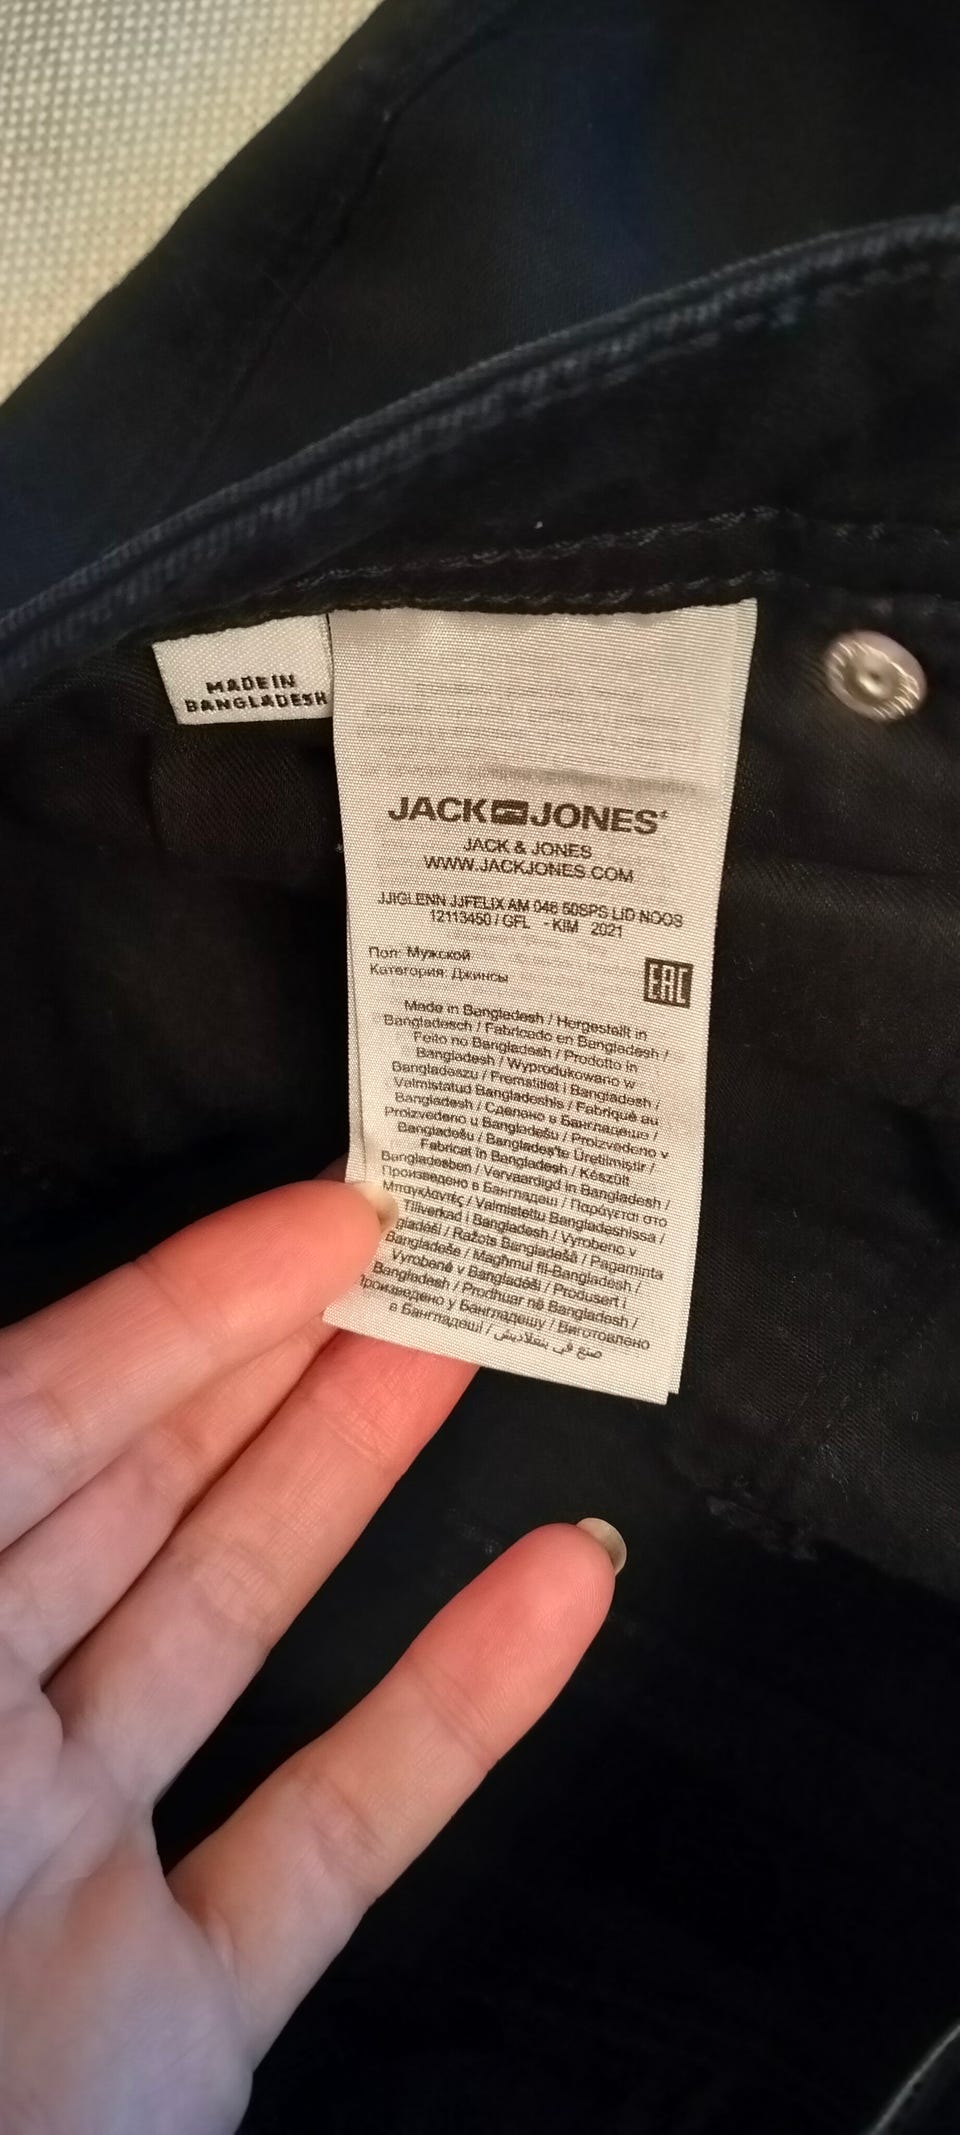 MADE IN
BANGLADESH
JACK JONES
JACK & JONES
WWW.JACKJONES.COM
JJIGLENN JJFELIX AM 046 50SPS LID NOOS
12113450 / GFL - KIM 2021
Пол: Мужской
Категория: Джинсы
EAC
Made in Bangladesh / Hergestellt in
Bangladesch / Fabricado en Bangladesh /
Feito no Bangladesh / Prodotto in
Bangladesh / Wyprodukowano w
Bangladeszu / Fremstillet i Bangladesh /
Valmistatud Bangladeshis / Fabriqué au
Bangladesh / Сделано в Бангладеше /
Proizvedeno u Bangladešu / Proizvedeno v
Bangladešu / Bangladeş'te Üretilmiştir /
Fabricat în Bangladesh / Készült
Bangladesben / Vervaardigd in Bangladesh /
Произведено в Бангладеш / Παράγεται στο
Μπαγκλαντές / Valmistettu Bangladeshissa /
Tillverkad i Bangladesh / Vyrobeno v
Ražots Bangladešā / Pagaminta
Bangladeše / Magħmul fil-Bangladesh /
Vyrobené v Bangladéši / Produsert i
Bangladesh / Prodhuar në Bangladesh /
Произведено у Бангладешу / Виготовлено
в Бангладеші / صنع في بنغلاديش